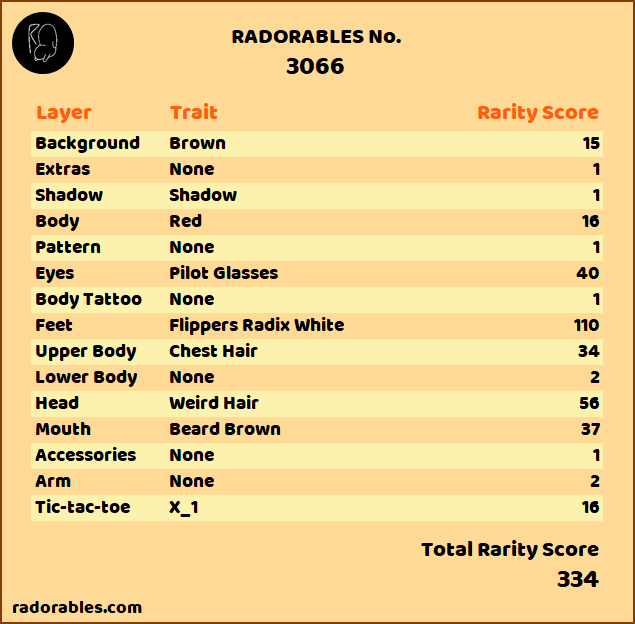 RADORABLES No.
3066
Layer Trait Rarity Score
Background Brown 15
Extras None 1
Shadow Shadow 1
Body Red 16
Pattern None 1
Eyes Pilot Glasses 40
Body Tattoo None 1
Feet Flippers Radix White 110
Upper Body Chest Hair 34
Lower Body None 2
Head Weird Hair 56
Mouth Beard Brown 37
Accessories None 1
Arm None 2
Tic-tac-toe X_1 16
Total Rarity Score
334
radorables.com